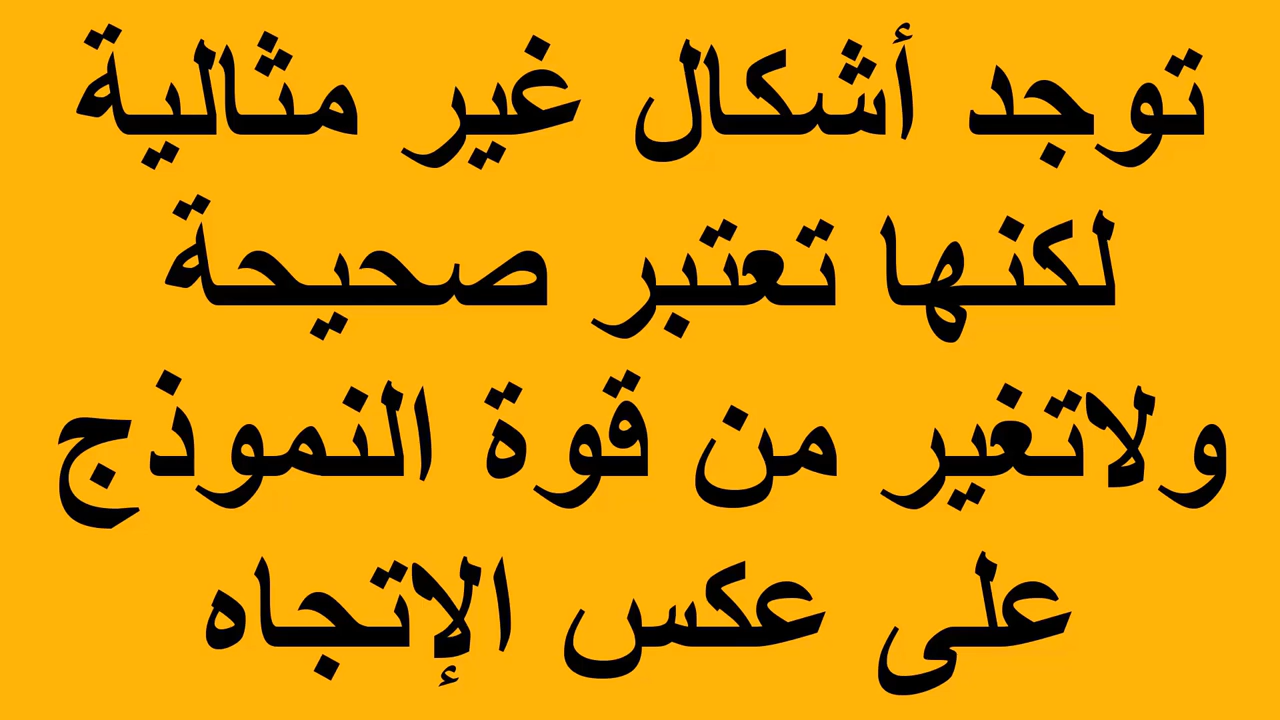 توجد أشكال غير مثالية
لكنها تعتبر صحيحة
ولاتغير من قوة النموذج
على عكس الإتجاه